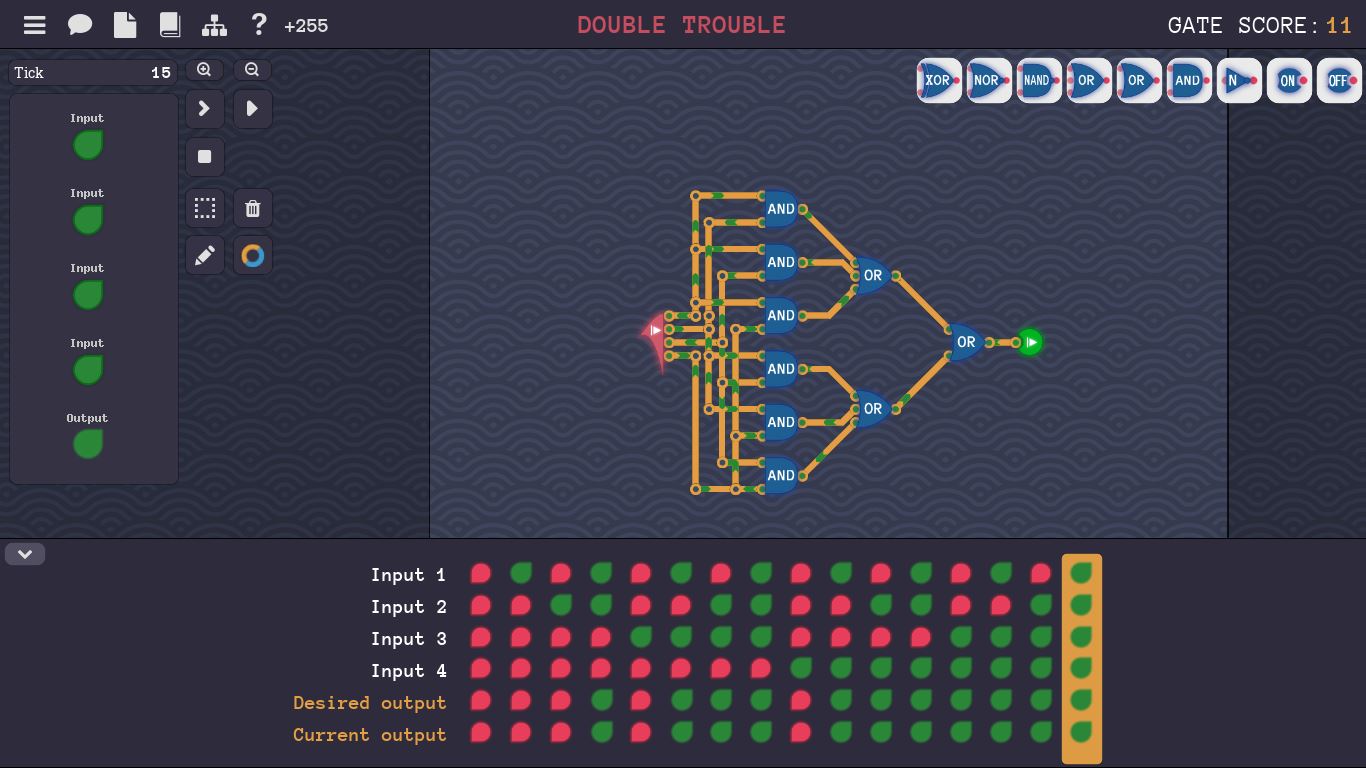 ? +255
DOUBLE TROUBLE
GATE SCORE: 11
Tick 15
XOR NOR NAND OR OR AND N ON OFF
Input
Input
Input
Input
Output
AND
AND
OR
AND
OR
AND
OR
AND
AND
Input 1
Input 2
Input 3
Input 4
Desired output
Current output